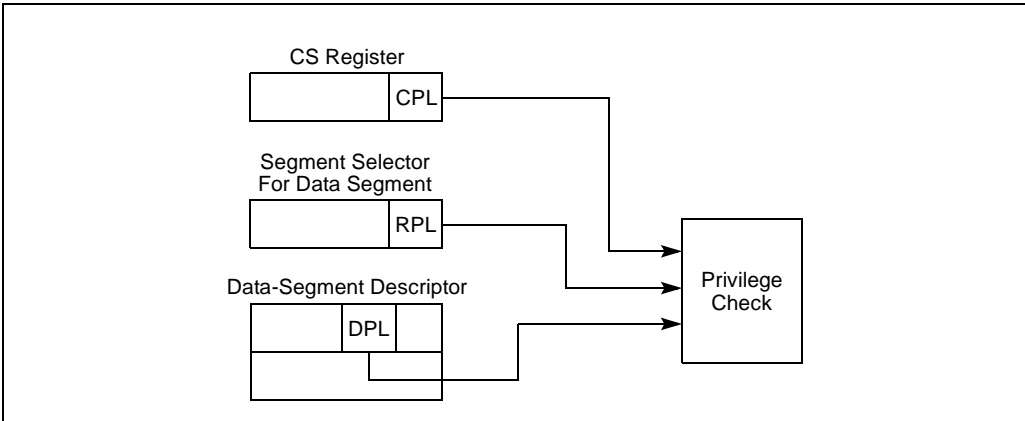 CS Register
CPL
Segment Selector
For Data Segment
RPL
Data-Segment Descriptor
DPL
Privilege
Check